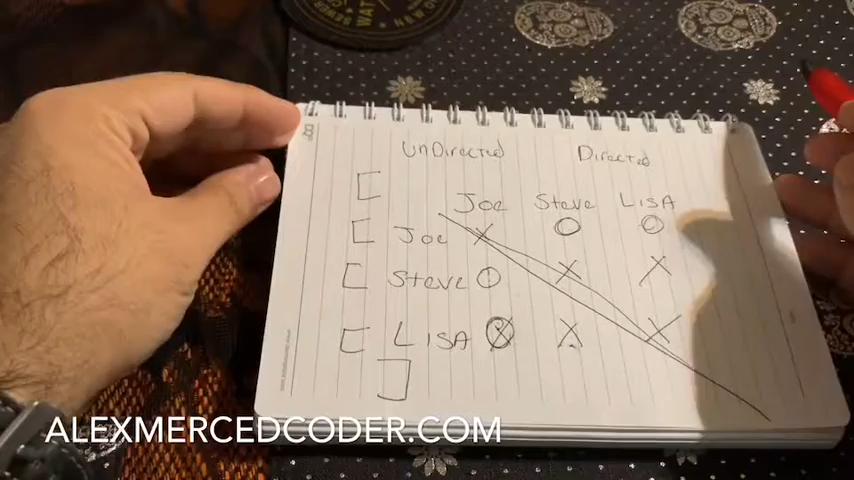 UnDirected Directed
[ Joe Steve LISA
[ Joe X O O
[ Steve O X X
[ LISA X X X
]
ALEXMERCEDCODER.COM